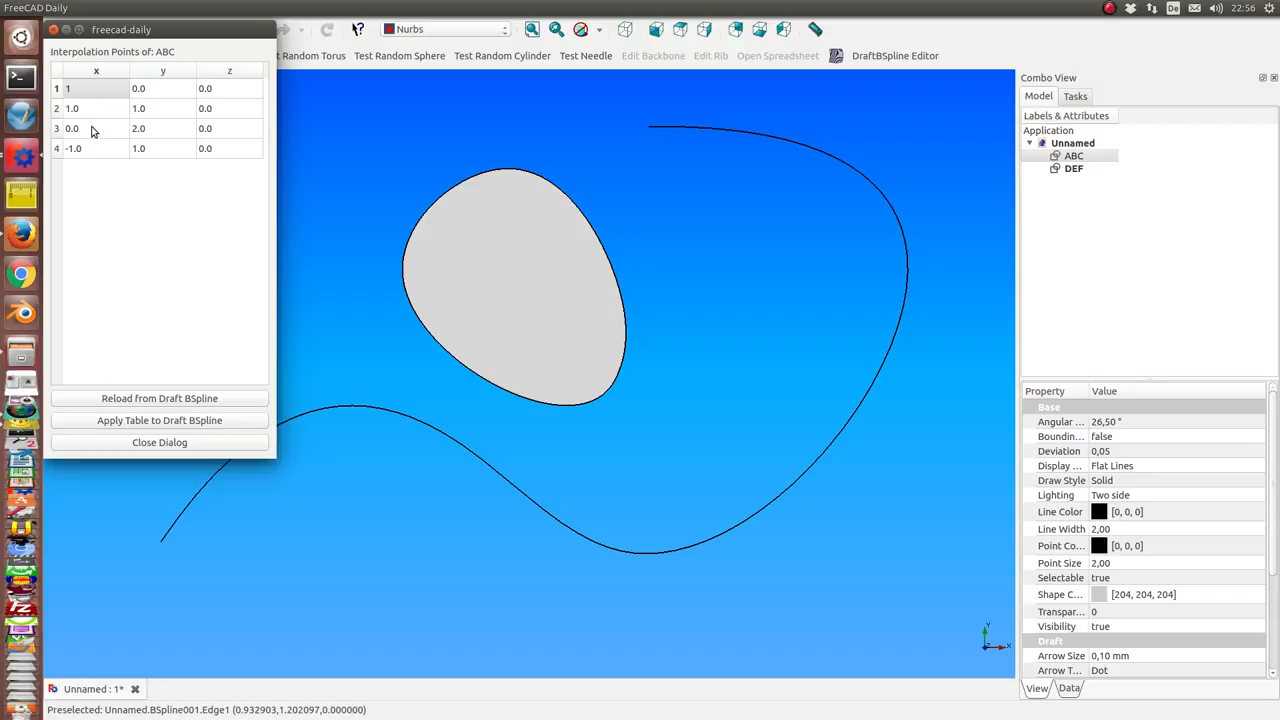 FreeCAD Daily
De
22:56
freecad-daily
Nurbs
Interpolation Points of: ABC
st Random Torus Test Random Sphere Test Random Cylinder Test Needle Edit Backbone Edit Rib Open Spreadsheet DraftBSpline Editor
x y z
1 1 0.0 0.0
2 1.0 1.0 0.0
3 0.0 2.0 0.0
4 -1.0 1.0 0.0
Reload from Draft BSpline
Apply Table to Draft BSpline
Close Dialog
Combo View
Model Tasks
Labels & Attributes
Application
Unnamed
ABC
DEF
Property Value
Base
Angular ... 26,50 °
Boundin... false
Deviation 0,05
Display ... Flat Lines
Draw Style Solid
Lighting Two side
Line Color [0, 0, 0]
Line Width 2,00
Point Co... [0, 0, 0]
Point Size 2,00
Selectable true
Shape C... [204, 204, 204]
Transpar... 0
Visibility true
Draft
Arrow Size 0,10 mm
Arrow T... Dot
View Data
Y
X
Unnamed : 1*
Preselected: Unnamed.BSpline001.Edge1 (0.932903,1.202097,0.000000)